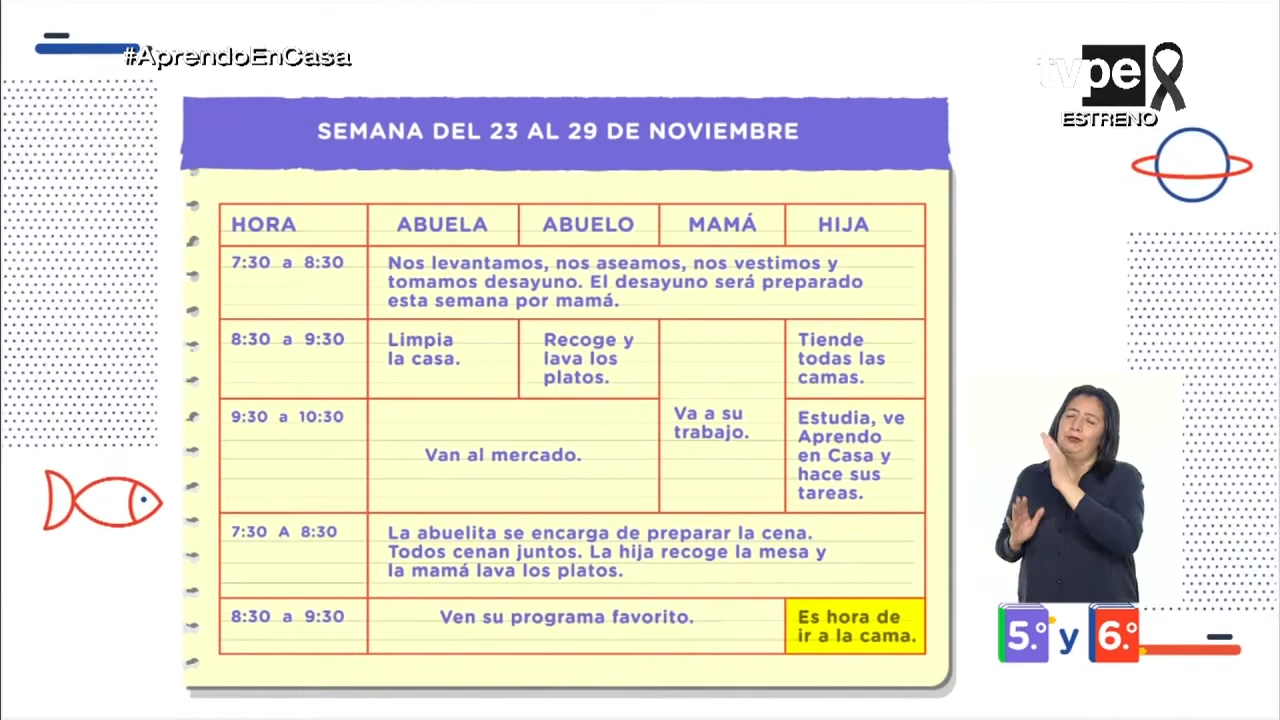 #AprendoEnCasa
tvpe
ESTRENO
SEMANA DEL 23 AL 29 DE NOVIEMBRE
HORA
ABUELA
ABUELO
MAMÁ
HIJA
7:30 a 8:30
Nos levantamos, nos aseamos, nos vestimos y
tomamos desayuno. El desayuno será preparado
esta semana por mamá.
8:30 a 9:30
Limpia
la casa.
Recoge y
lava los
platos.
Tiende
todas las
camas.
9:30 a 10:30
Van al mercado.
Va a su
trabajo.
Estudia, ve
Aprendo
en Casa y
hace sus
tareas.
7:30 A 8:30
La abuelita se encarga de preparar la cena.
Todos cenan juntos. La hija recoge la mesa y
la mamá lava los platos.
8:30 a 9:30
Ven su programa favorito.
Es hora de
ir a la cama.
5.° y 6.°